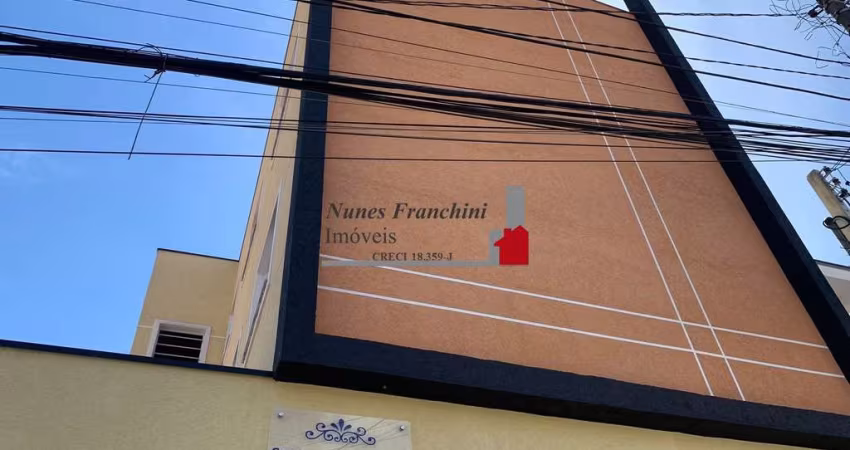 Nunes Franchini
Imóveis
CRECI 18.359-J